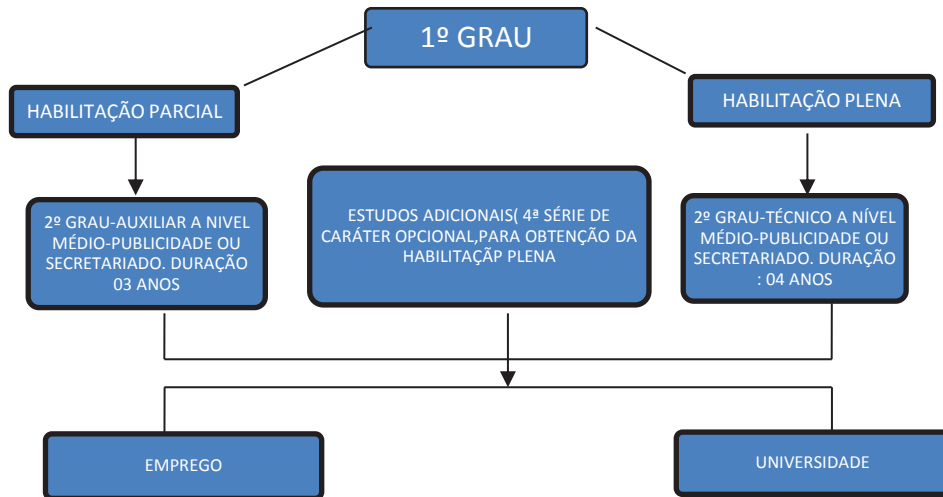 1º GRAU
HABILITAÇÃO PARCIAL
HABILITAÇÃO PLENA
2º GRAU-AUXILIAR A NIVEL
MÉDIO-PUBLICIDADE OU
SECRETARIADO. DURAÇÃO
03 ANOS
ESTUDOS ADICIONAIS( 4ª SÉRIE DE
CARÁTER OPCIONAL,PARA OBTENÇÃO DA
HABILITAÇÃP PLENA
2º GRAU-TÉCNICO A NÍVEL
MÉDIO-PUBLICIDADE OU
SECRETARIADO. DURAÇÃO
: 04 ANOS
EMPREGO
UNIVERSIDADE